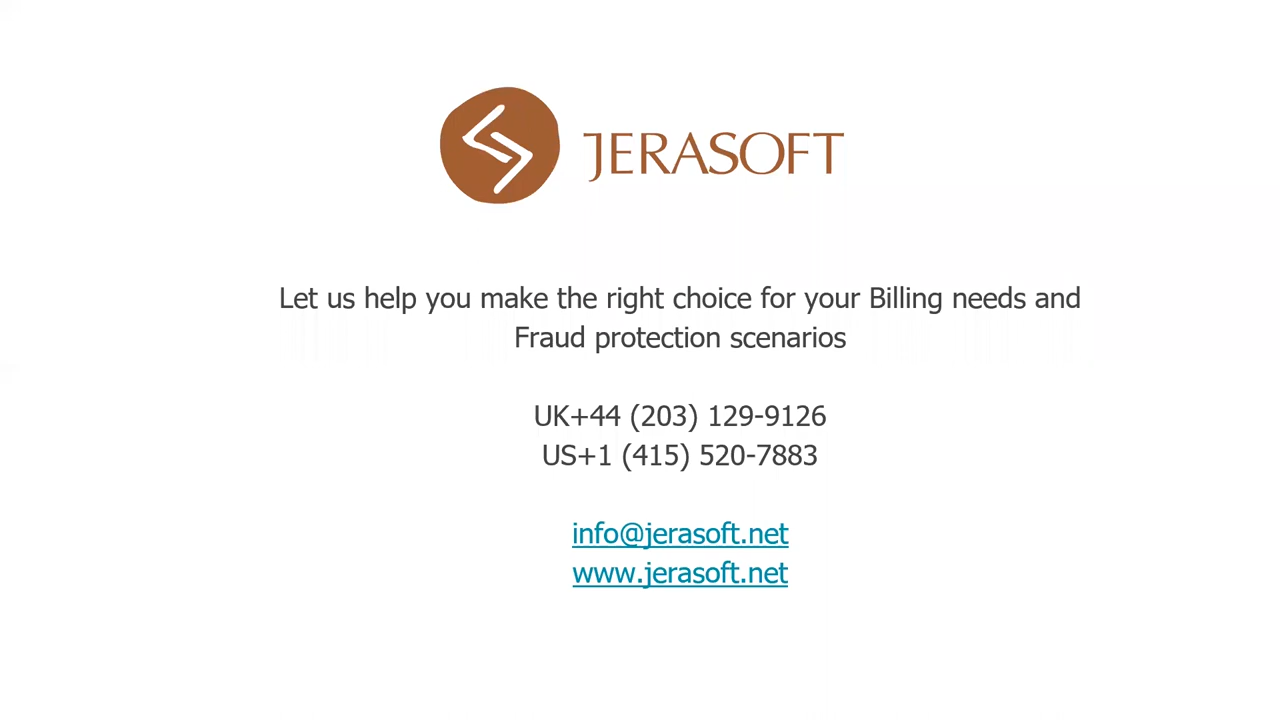 JERASOFT
Let us help you make the right choice for your Billing needs and
Fraud protection scenarios
UK+44 (203) 129-9126
US+1 (415) 520-7883
info@jerasoft.net
www.jerasoft.net